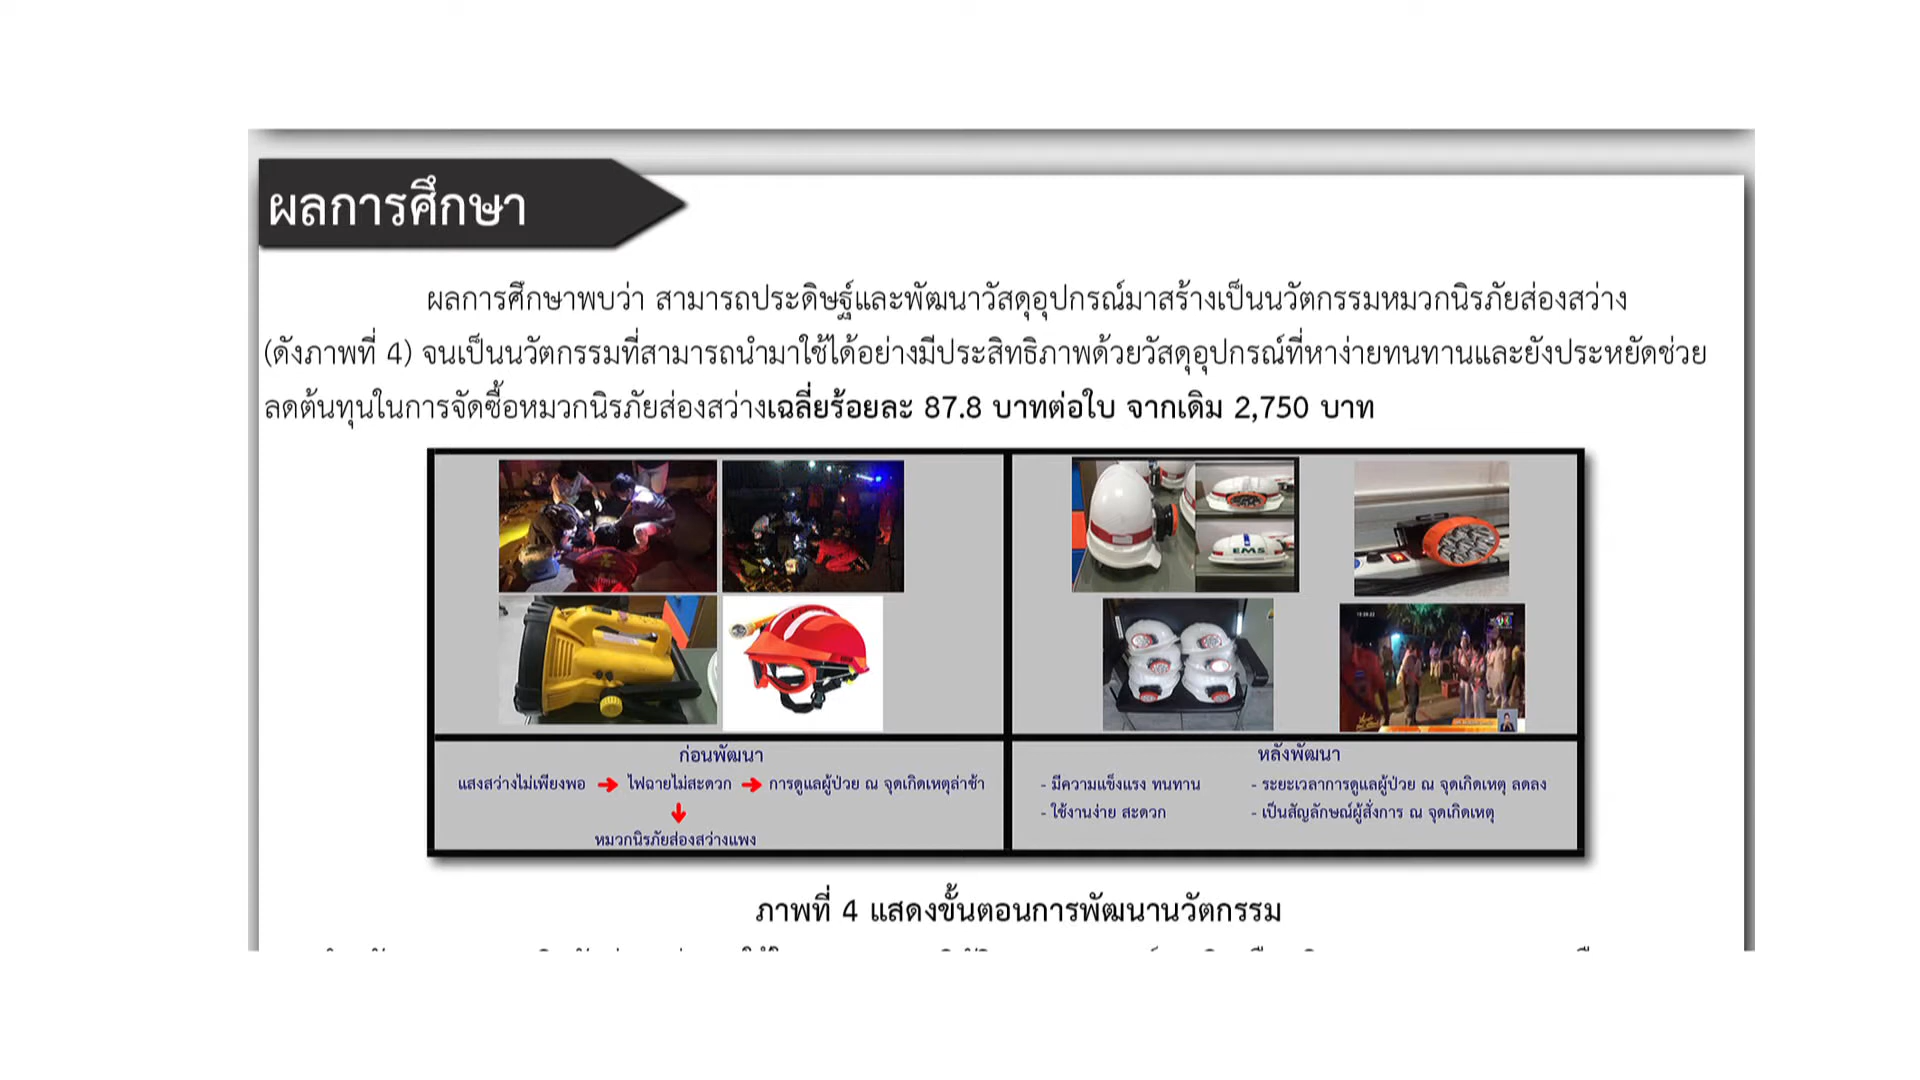 ผลการศึกษา
ผลการศึกษาพบว่า สามารถประดิษฐ์และพัฒนาวัสดุอุปกรณ์มาสร้างเป็นนวัตกรรมหมวกนิรภัยส่องสว่าง
(ดังภาพที่ 4) จนเป็นนวัตกรรมที่สามารถนำมาใช้ได้อย่างมีประสิทธิภาพด้วยวัสดุอุปกรณ์ที่หาง่ายทนทานและยังประหยัดช่วย
ลดต้นทุนในการจัดซื้อหมวกนิรภัยส่องสว่างเฉลี่ยร้อยละ 87.8 บาทต่อใบ จากเดิม 2,750 บาท
EMS
ก่อนพัฒนา
แสงสว่างไม่เพียงพอ ไฟฉายไม่สะดวก การดูแลผู้ป่วย ณ จุดเกิดเหตุล่าช้า
หมวกนิรภัยส่องสว่างแพง
หลังพัฒนา
- มีความแข็งแรง ทนทาน - ระยะเวลาการดูแลผู้ป่วย ณ จุดเกิดเหตุ ลดลง
- ใช้งานง่าย สะดวก - เป็นสัญลักษณ์ผู้สั่งการ ณ จุดเกิดเหตุ
ภาพที่ 4 แสดงขั้นตอนการพัฒนานวัตกรรม